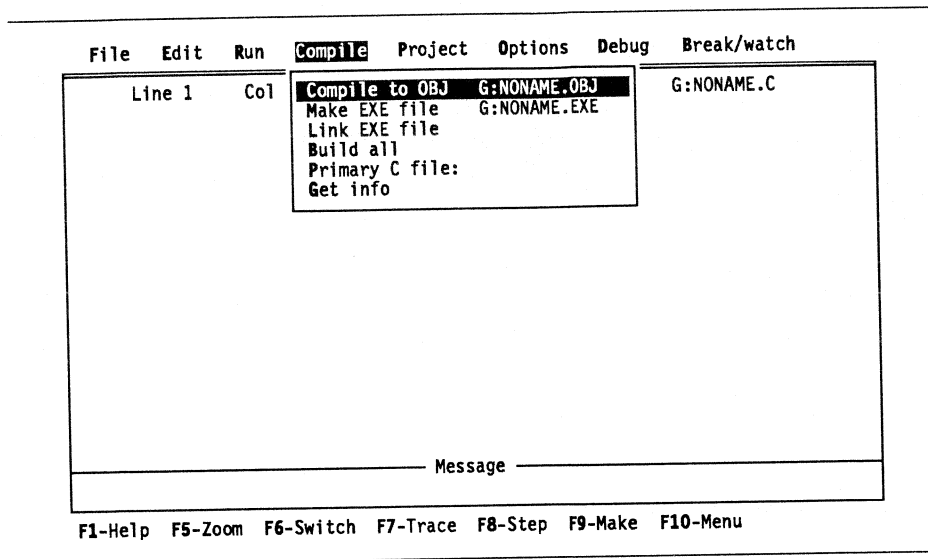 File Edit Run Compile Project Options Debug Break/watch
Line 1 Col G:NONAME.C
Compile to OBJ G:NONAME.OBJ
Make EXE file G:NONAME.EXE
Link EXE file
Build all
Primary C file:
Get info
Message
F1-Help F5-Zoom F6-Switch F7-Trace F8-Step F9-Make F10-Menu